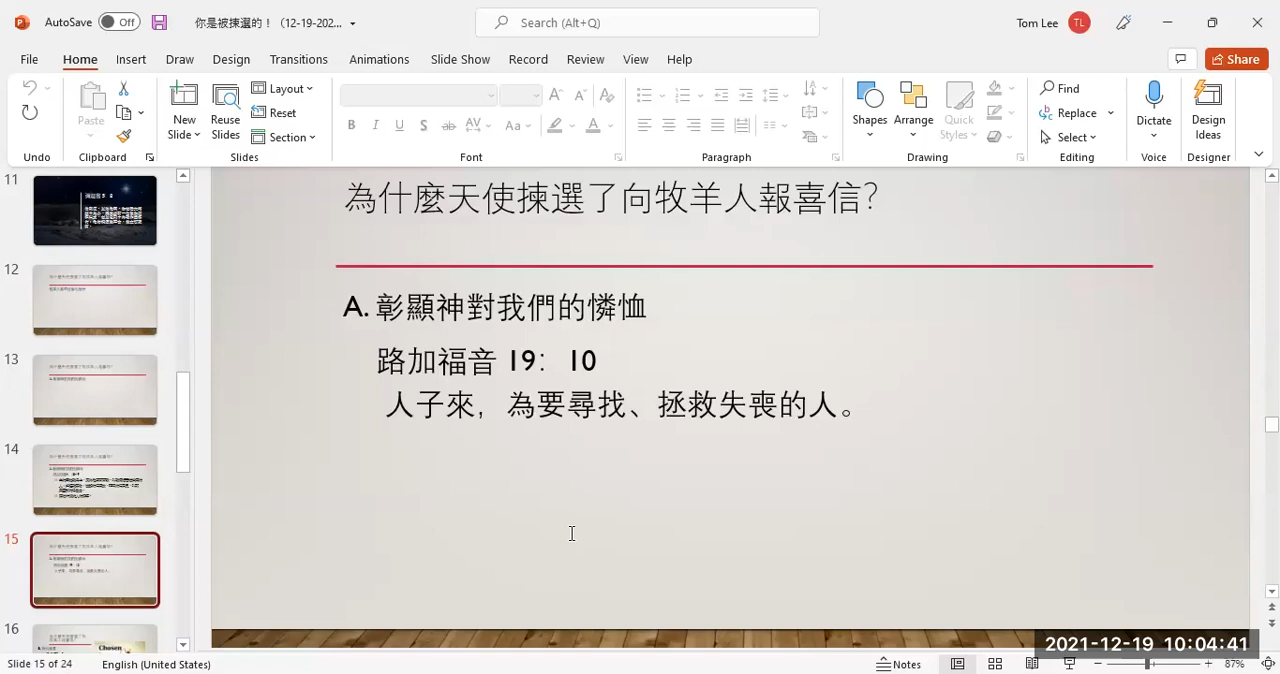 AutoSave Off 你是被揀選的！ (12-19-202... Search (Alt+Q) Tom Lee TL
File Home Insert Draw Design Transitions Animations Slide Show Record Review View Help Share
Paste New Slide Reuse Slides Layout Reset Section Shapes Arrange Quick Styles Find Replace Select Dictate Design Ideas
Undo Clipboard Slides Font Paragraph Drawing Editing Voice Designer
為什麼天使揀選了向牧羊人報喜信?
A. 彰顯神對我們的憐恤
路加福音 19： 10
人子來，為要尋找、拯救失喪的人。
11
12
13
14
15
16
Chosen
2021-12-19 10:04:41
Slide 15 of 24 English (United States) Notes 87%